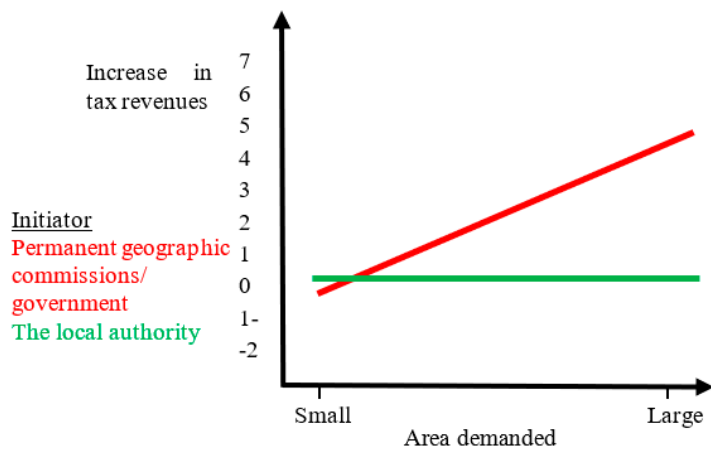 Increase in
tax revenues
7
6
5
4
3
2
1
0
1-
-2
Initiator
Permanent geographic
commissions/
government
The local authority
Small
Large
Area demanded